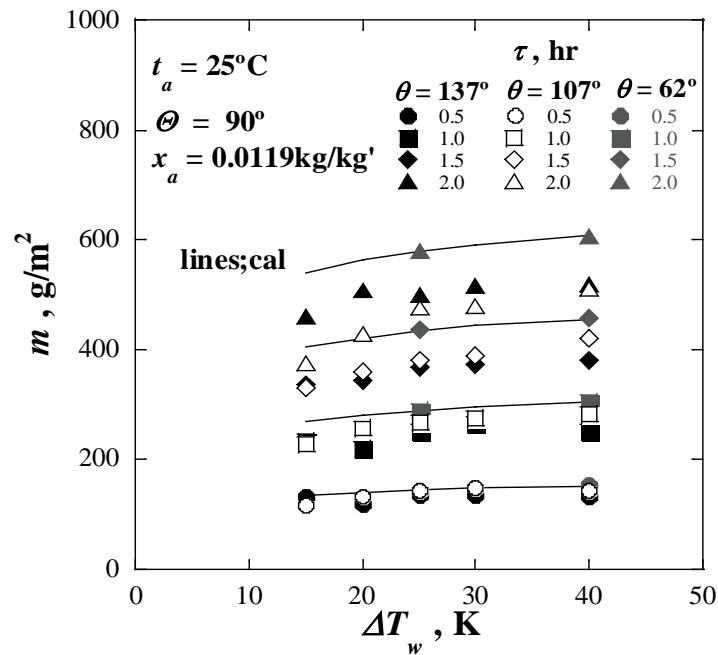 1000
800
600
400
200
0
m , g/m²
t_a = 25°C
Θ = 90°
x_a = 0.0119kg/kg'
τ , hr
θ = 137° θ = 107° θ = 62°
0.5 0.5 0.5
1.0 1.0 1.0
1.5 1.5 1.5
2.0 2.0 2.0
lines;cal
0 10 20 30 40 50
ΔT_w , K